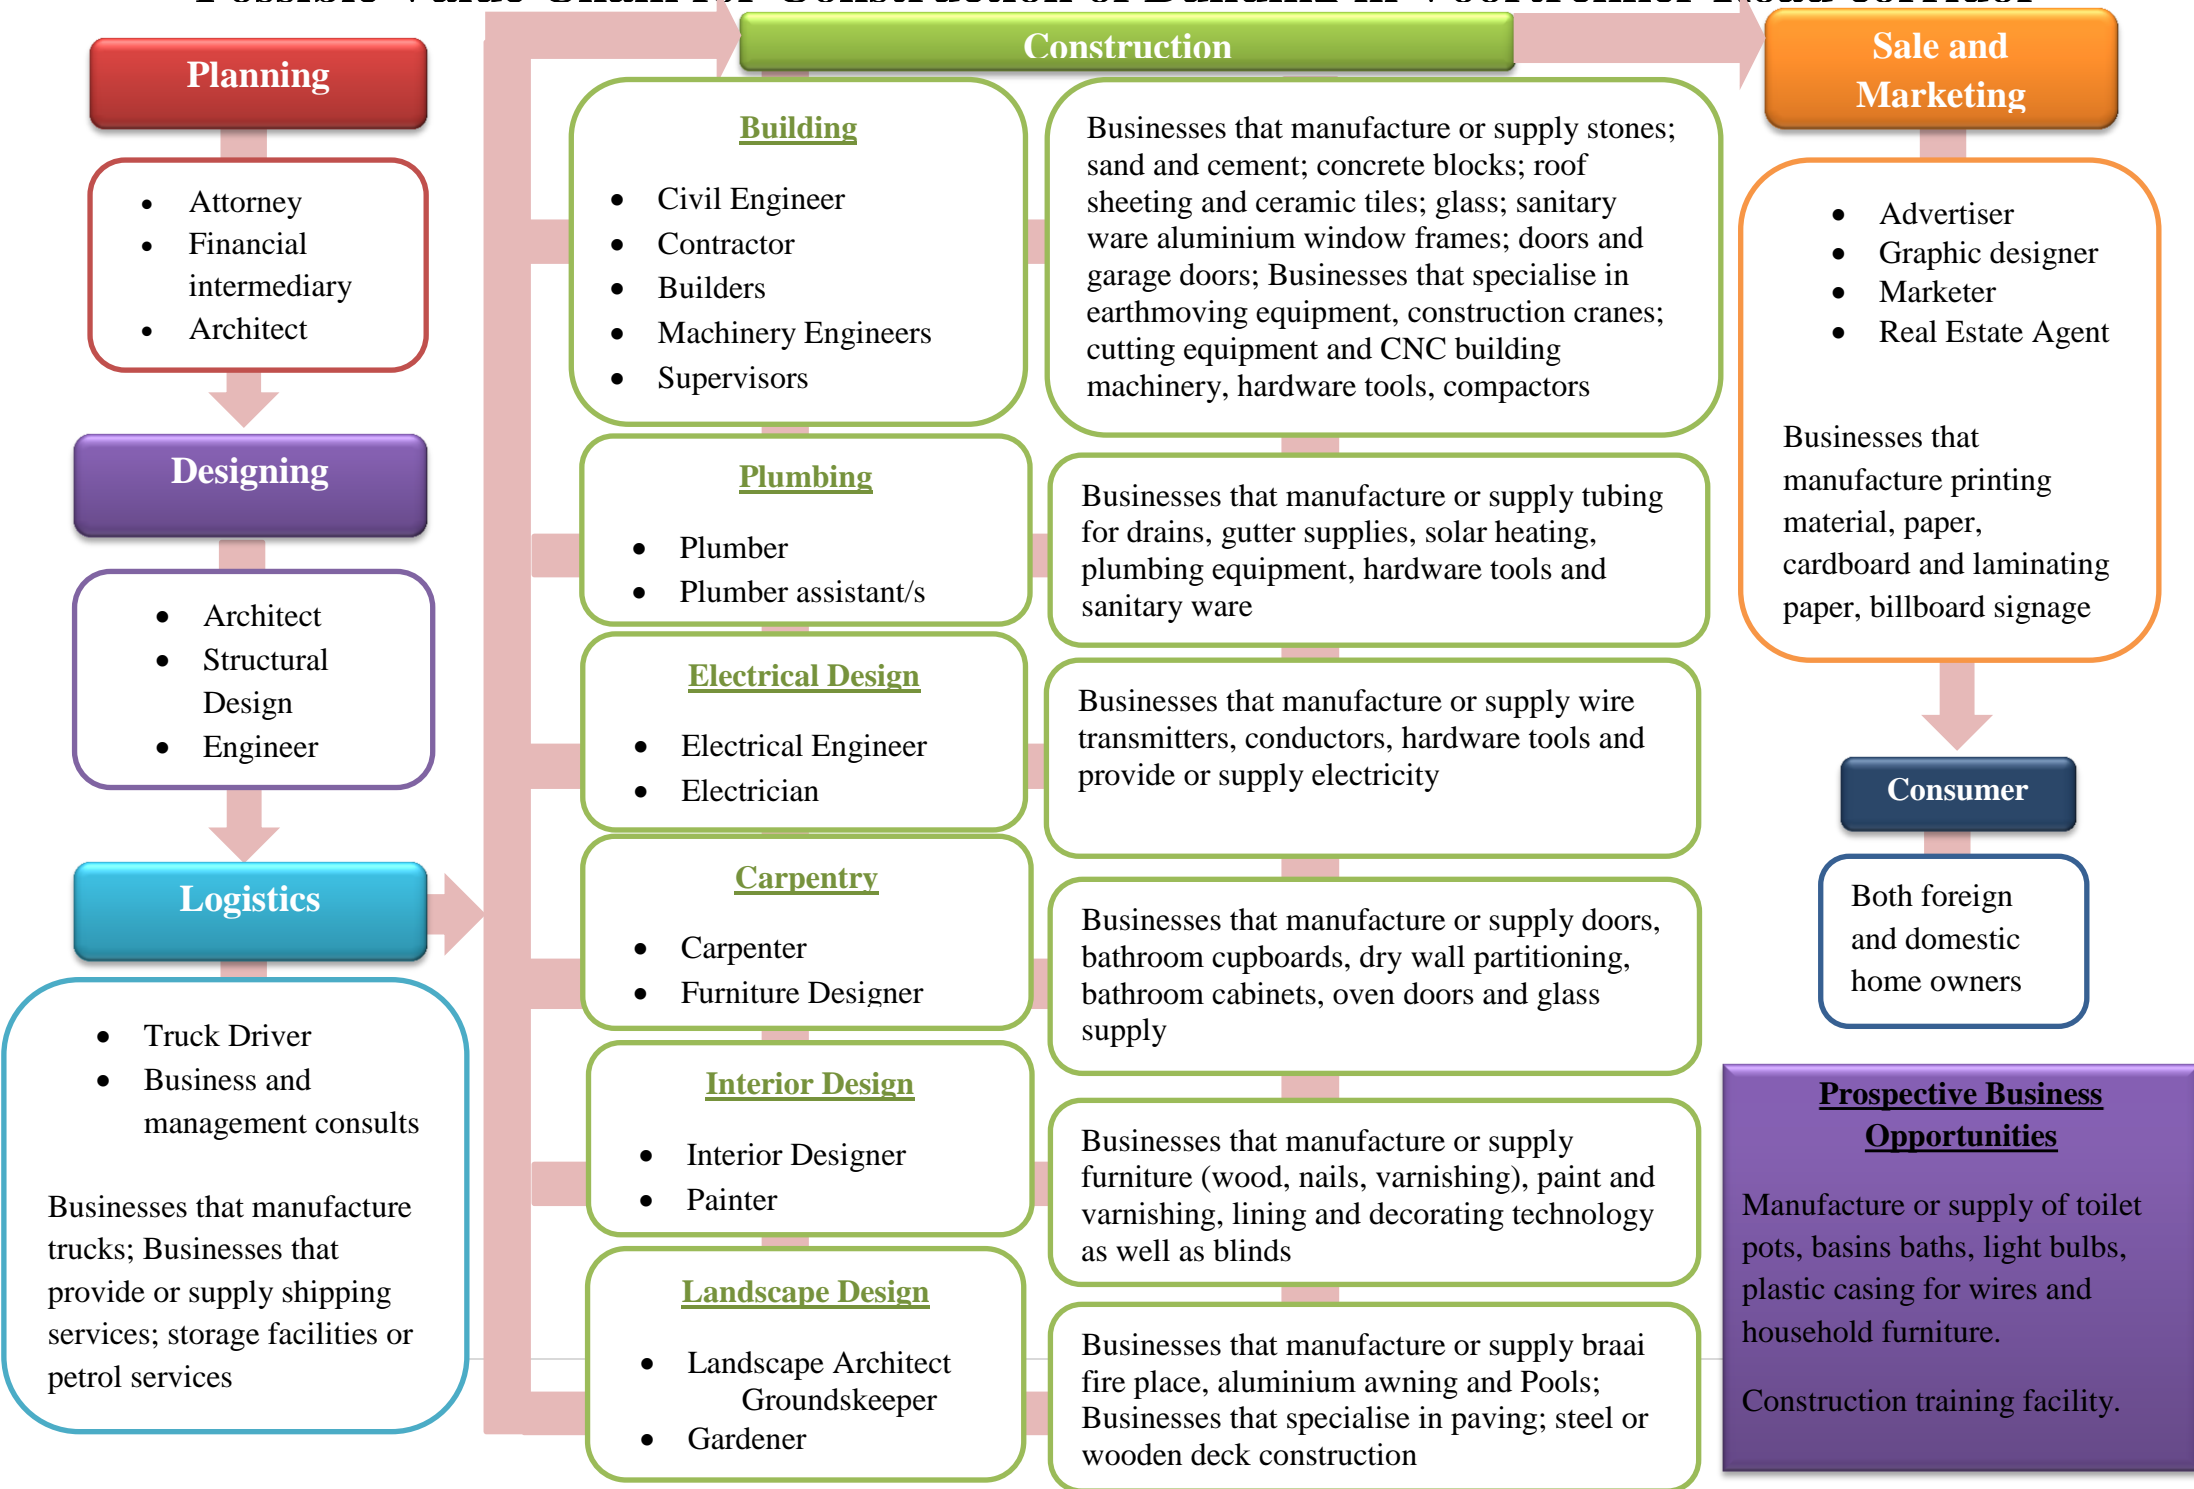 Possible Value Chain for Construction of Building in Voortrekker Road corridor
Planning
Attorney
Financial
intermediary
Architect
Designing
Architect
Structural
Design
Engineer
Logistics
Truck Driver
Business and
management consults
Businesses that manufacture
trucks; Businesses that
provide or supply shipping
services; storage facilities or
petrol services
Construction
Building
Civil Engineer
Contractor
Builders
Machinery Engineers
Supervisors
Businesses that manufacture or supply stones;
sand and cement; concrete blocks; roof
sheeting and ceramic tiles; glass; sanitary
ware aluminium window frames; doors and
garage doors; Businesses that specialise in
earthmoving equipment, construction cranes;
cutting equipment and CNC building
machinery, hardware tools, compactors
Plumbing
Plumber
Plumber assistant/s
Businesses that manufacture or supply tubing
for drains, gutter supplies, solar heating,
plumbing equipment, hardware tools and
sanitary ware
Electrical Design
Electrical Engineer
Electrician
Businesses that manufacture or supply wire
transmitters, conductors, hardware tools and
provide or supply electricity
Carpentry
Carpenter
Furniture Designer
Businesses that manufacture or supply doors,
bathroom cupboards, dry wall partitioning,
bathroom cabinets, oven doors and glass
supply
Interior Design
Interior Designer
Painter
Businesses that manufacture or supply
furniture (wood, nails, varnishing), paint and
varnishing, lining and decorating technology
as well as blinds
Landscape Design
Landscape Architect
Groundskeeper
Gardener
Businesses that manufacture or supply braai
fire place, aluminium awning and Pools;
Businesses that specialise in paving; steel or
wooden deck construction
Sale and
Marketing
Advertiser
Graphic designer
Marketer
Real Estate Agent
Businesses that
manufacture printing
material, paper,
cardboard and laminating
paper, billboard signage
Consumer
Both foreign
and domestic
home owners
Prospective Business
Opportunities
Manufacture or supply of toilet
pots, basins baths, light bulbs,
plastic casing for wires and
household furniture.
Construction training facility.